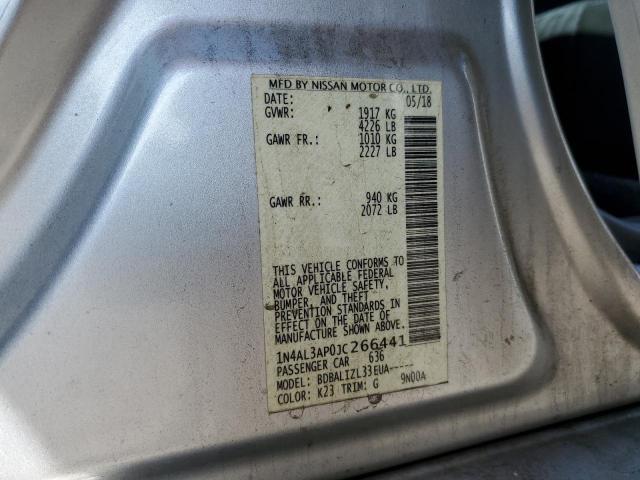 MFD BY NISSAN MOTOR CO., LTD.
DATE: 05/18
GVWR: 1917 KG
4226 LB
GAWR FR.: 1010 KG
2227 LB
GAWR RR.: 940 KG
2072 LB
THIS VEHICLE CONFORMS TO
ALL APPLICABLE FEDERAL
MOTOR VEHICLE SAFETY,
BUMPER, AND THEFT
PREVENTION STANDARDS IN
EFFECT ON THE DATE OF
MANUFACTURE SHOWN ABOVE.
1N4AL3AP0JC266441
PASSENGER CAR 636
MODEL: BDBALIZL33EUA-----
COLOR: K23 TRIM: G 9N00A